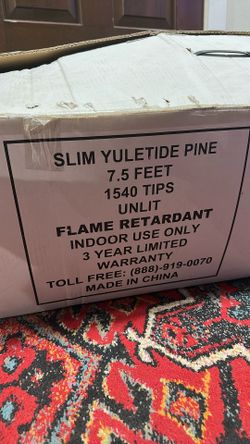 SLIM YULETIDE PINE
7.5 FEET
1540 TIPS
UNLIT
FLAME RETARDANT
INDOOR USE ONLY
3 YEAR LIMITED
WARRANTY
TOLL FREE: (888)-919-0070
MADE IN CHINA